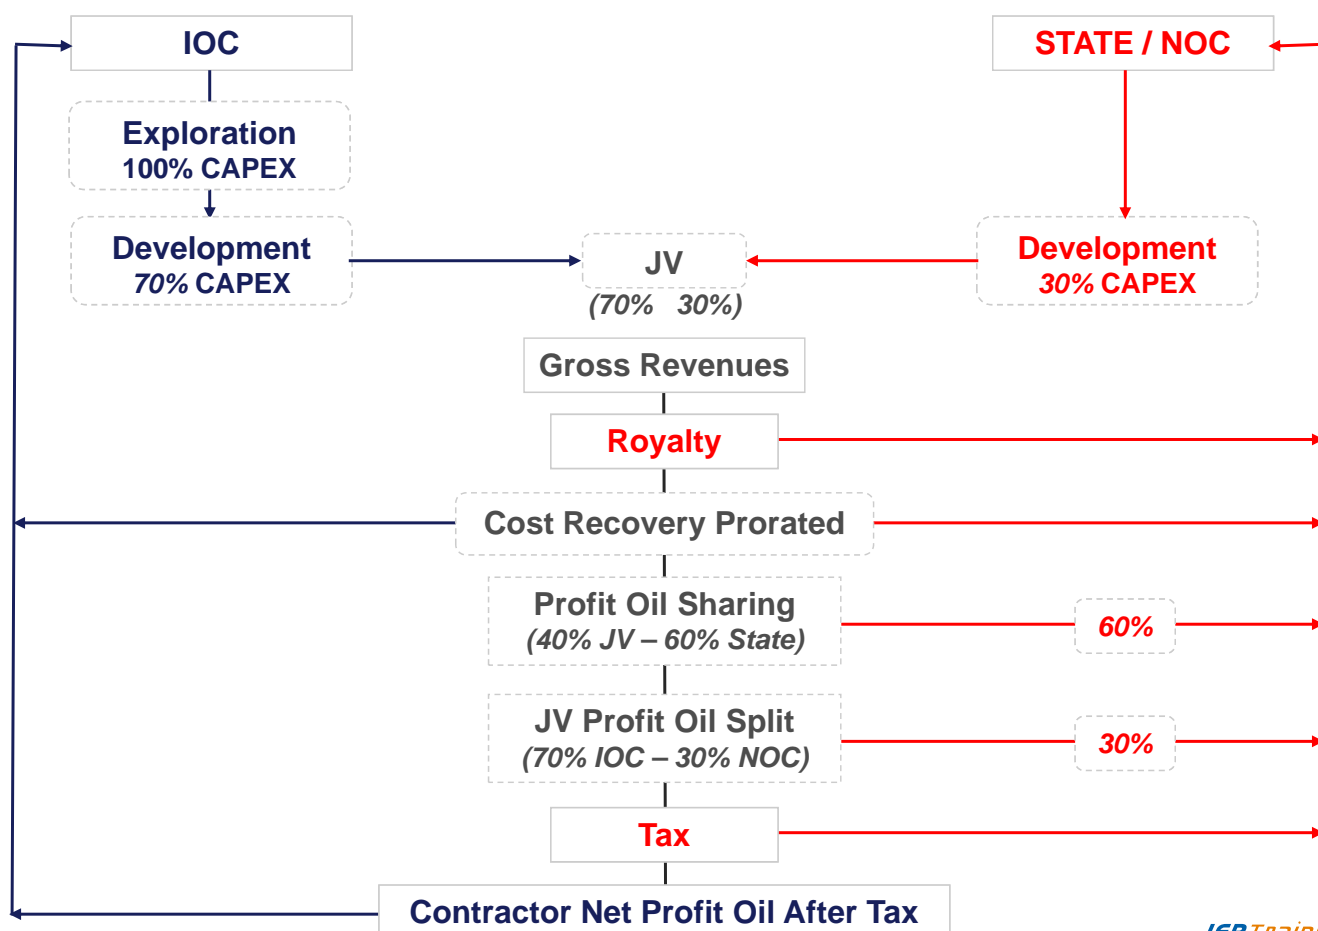 IOC
STATE / NOC
Exploration
100% CAPEX
Development
70% CAPEX
JV
(70% 30%)
Development
30% CAPEX
Gross Revenues
Royalty
Cost Recovery Prorated
Profit Oil Sharing
(40% JV – 60% State)
60%
JV Profit Oil Split
(70% IOC – 30% NOC)
30%
Tax
Contractor Net Profit Oil After Tax